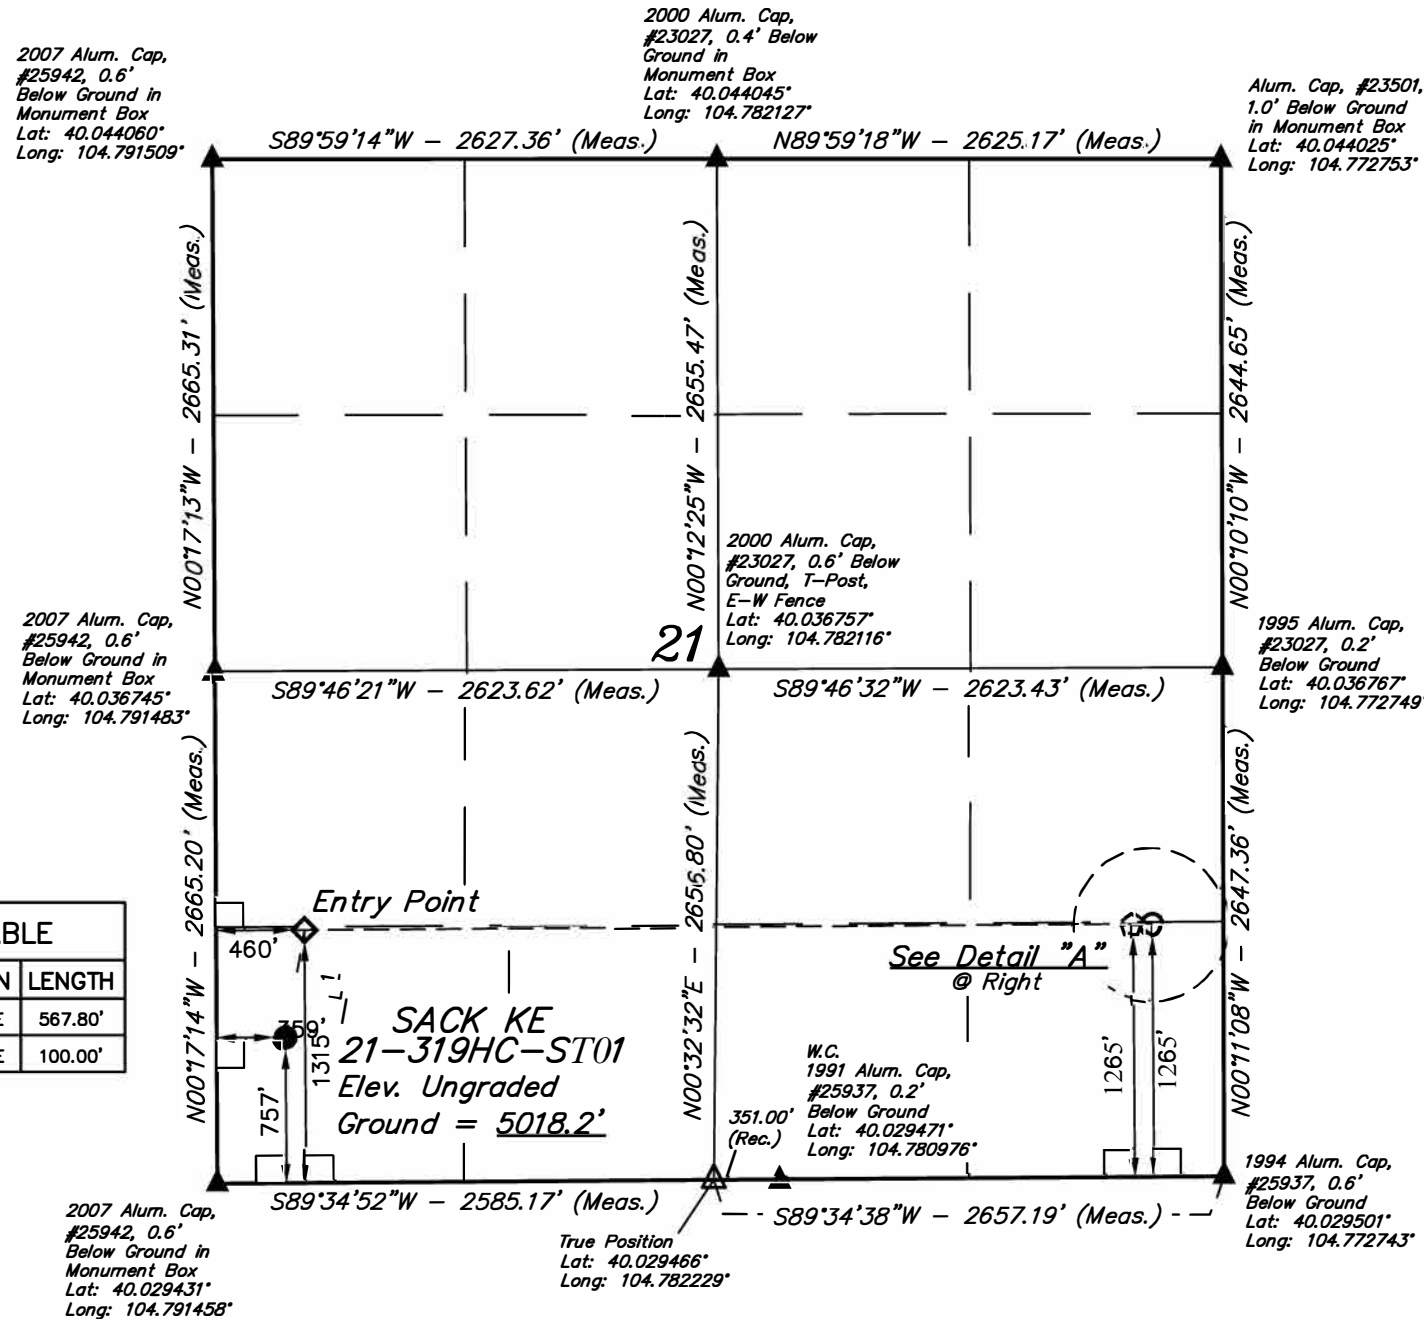 2000 Alum. Cap,
#23027, 0.4' Below
Ground in
Monument Box
Lat: 40.044045°
Long: 104.782127°
2007 Alum. Cap,
#25942, 0.6'
Below Ground in
Monument Box
Lat: 40.044060°
Long: 104.791509°
Alum. Cap, #23501,
1.0' Below Ground
in Monument Box
Lat: 40.044025°
Long: 104.772753°
S89°59'14"W – 2627.36' (Meas.)
N89°59'18"W – 2625.17' (Meas.)
N00°17'13"W – 2665.31' (Meas.)
N00°12'25"W – 2655.47' (Meas.)
N00°10'10"W – 2644.65' (Meas.)
2000 Alum. Cap,
#23027, 0.6' Below
Ground, T–Post,
E–W Fence
Lat: 40.036757°
Long: 104.782116°
21
2007 Alum. Cap,
#25942, 0.6'
Below Ground in
Monument Box
Lat: 40.036745°
Long: 104.791483°
1995 Alum. Cap,
#23027, 0.2'
Below Ground
Lat: 40.036767°
Long: 104.772749°
S89°46'21"W – 2623.62' (Meas.)
S89°46'32"W – 2623.43' (Meas.)
N00°17'14"W – 2665.20' (Meas.)
N00°32'32"E – 2656.80' (Meas.)
N00°11'08"W – 2647.36' (Meas.)
BLE
N LENGTH
E 567.80'
E 100.00'
Entry Point
460'
L1
1315'
359'
757'
SACK KE
21–319HC–ST01
Elev. Ungraded
Ground = 5018.2'
See Detail "A"
@ Right
1265'
1265'
W.C.
1991 Alum. Cap,
#25937, 0.2'
Below Ground
Lat: 40.029471°
Long: 104.780976°
351.00'
(Rec.)
S89°34'52"W – 2585.17' (Meas.)
S89°34'38"W – 2657.19' (Meas.)
1994 Alum. Cap,
#25937, 0.6'
Below Ground
Lat: 40.029501°
Long: 104.772743°
2007 Alum. Cap,
#25942, 0.6'
Below Ground in
Monument Box
Lat: 40.029431°
Long: 104.791458°
True Position
Lat: 40.029466°
Long: 104.782229°